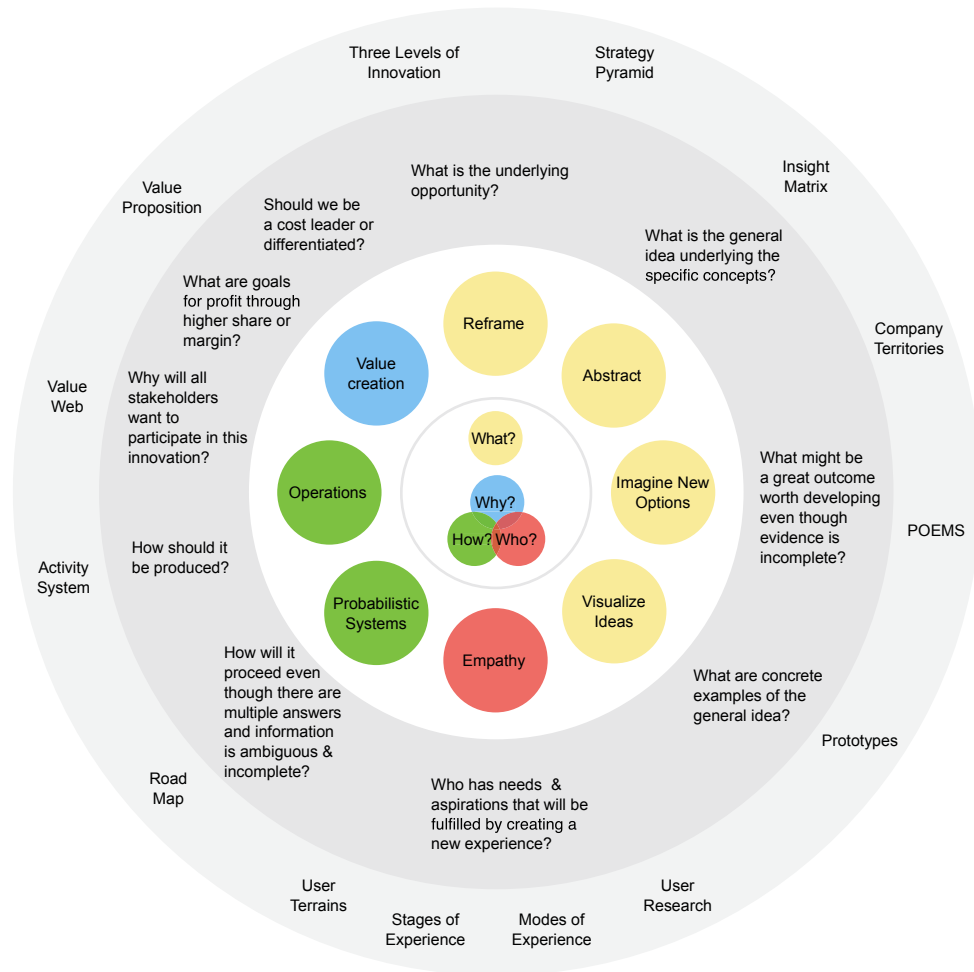 Three Levels of
Innovation
Strategy
Pyramid
Insight
Matrix
Company
Territories
POEMS
Prototypes
User
Research
Modes of
Experience
Stages of
Experience
User
Terrains
Road
Map
Activity
System
Value
Web
Value
Proposition
What is the underlying
opportunity?
What is the general
idea underlying the
specific concepts?
What might be
a great outcome
worth developing
even though
evidence is
incomplete?
What are concrete
examples of the
general idea?
Who has needs & 
aspirations that will be
fulfilled by creating a
new experience?
How will it
proceed even
though there are
multiple answers
and information
is ambiguous &
incomplete?
How should it
be produced?
Why will all
stakeholders
want to
participate in this
innovation?
What are goals
for profit through
higher share or
margin?
Should we be
a cost leader or
differentiated?
Reframe
Abstract
Imagine New
Options
Visualize
Ideas
Empathy
Probabilistic
Systems
Operations
Value
creation
What?
Why?
How?
Who?